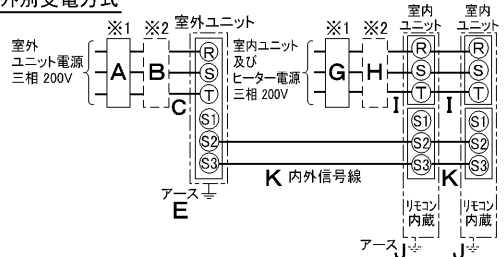 外別受電方式
※1 ※2 室外ユニット
室外
ユニット電源
三相 200V
A B C
R
S
T
S1
S2
S3
アース
E
※1 ※2
室内ユニット
及び
ヒーター電源
三相 200V
G H I I
室内
ユニット
室内
ユニット
R R
S S
T T
S1 S1
S2 S2
S3 S3
K 内外信号線 K
リモコン
内蔵
リモコン
内蔵
アース J J